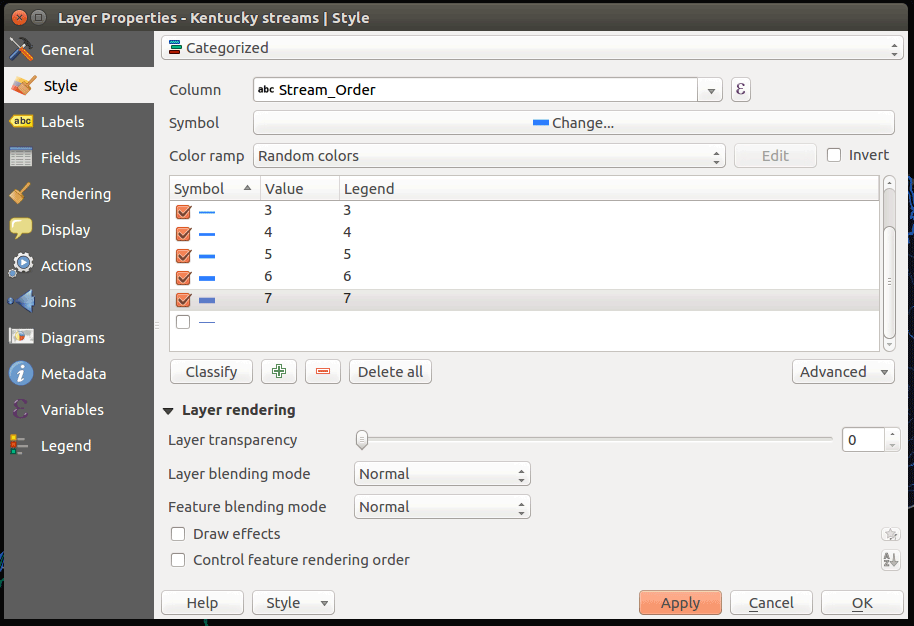 Layer Properties - Kentucky streams | Style
General
Style
abc Labels
Fields
Rendering
Display
Actions
Joins
Diagrams
Metadata
Variables
Legend
Categorized
Column abc Stream_Order ε
Symbol Change...
Color ramp Random colors Edit Invert
Symbol Value Legend
3 3
4 4
5 5
6 6
7 7
Classify Delete all Advanced
Layer rendering
Layer transparency 0
Layer blending mode Normal
Feature blending mode Normal
Draw effects
Control feature rendering order
Help Style Apply Cancel OK